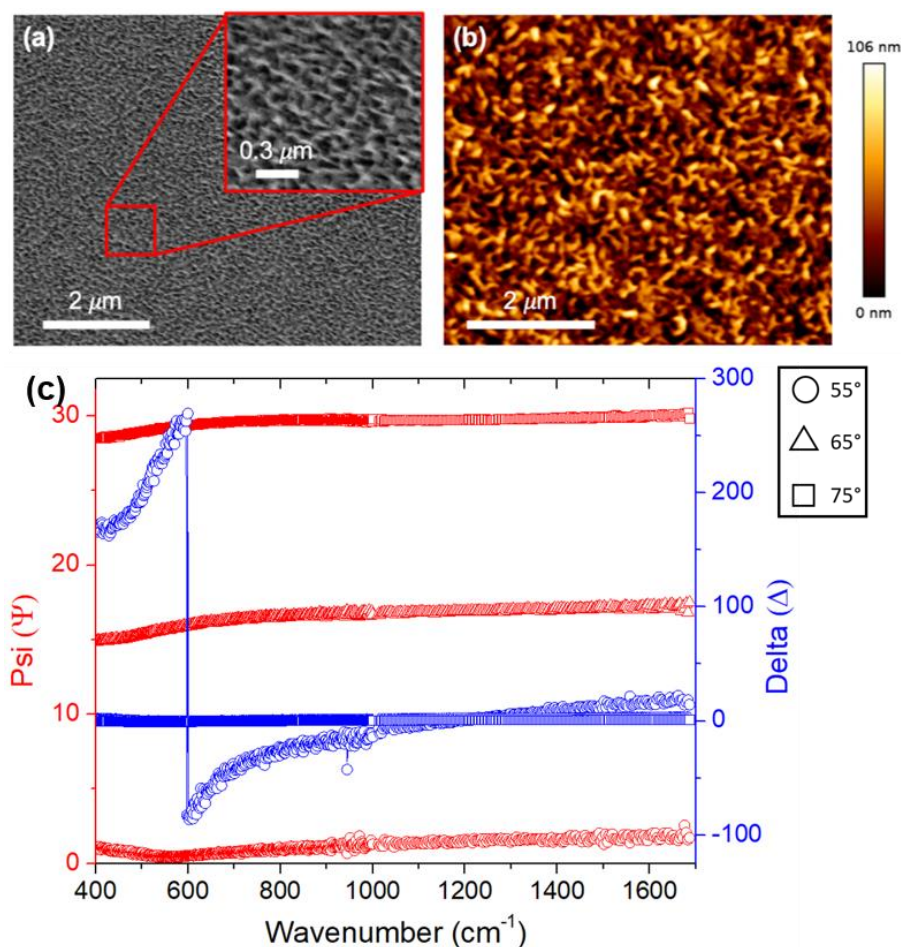 (a)
0.3 μm
2 μm
(b)
2 μm
106 nm
0 nm
(c)
30
20
10
0
Psi (Ψ)
400
600
800
1000
1200
1400
1600
Wavenumber (cm⁻¹)
300
200
100
0
-100
Delta (Δ)
55°
65°
75°